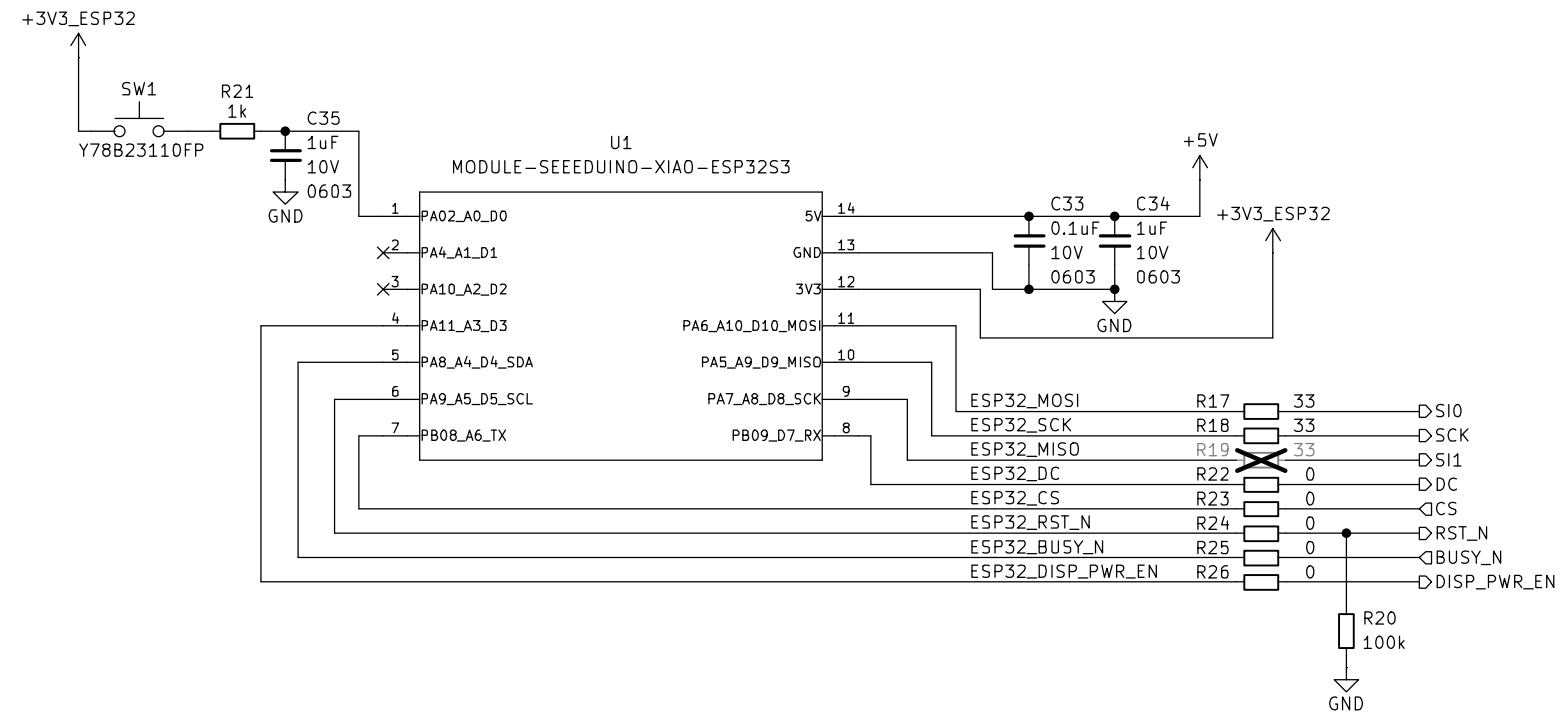 +3V3_ESP32
SW1
Y78B23110FP
R21
1k
C35
1uF
10V
0603
GND
U1
MODULE-SEEEDUINO-XIAO-ESP32S3
1 PA02_A0_D0
2 PA4_A1_D1
3 PA10_A2_D2
4 PA11_A3_D3
5 PA8_A4_D4_SDA
6 PA9_A5_D5_SCL
7 PB08_A6_TX
5V 14
GND 13
3V3 12
PA6_A10_D10_MOSI 11
PA5_A9_D9_MISO 10
PA7_A8_D8_SCK 9
PB09_D7_RX 8
+5V
+3V3_ESP32
C33
0.1uF
10V
0603
C34
1uF
10V
0603
GND
ESP32_MOSI R17 33 SI0
ESP32_SCK R18 33 SCK
ESP32_MISO R19 33 SI1
ESP32_DC R22 0 DC
ESP32_CS R23 0 CS
ESP32_RST_N R24 0 RST_N
ESP32_BUSY_N R25 0 BUSY_N
ESP32_DISP_PWR_EN R26 0 DISP_PWR_EN
R20
100k
GND